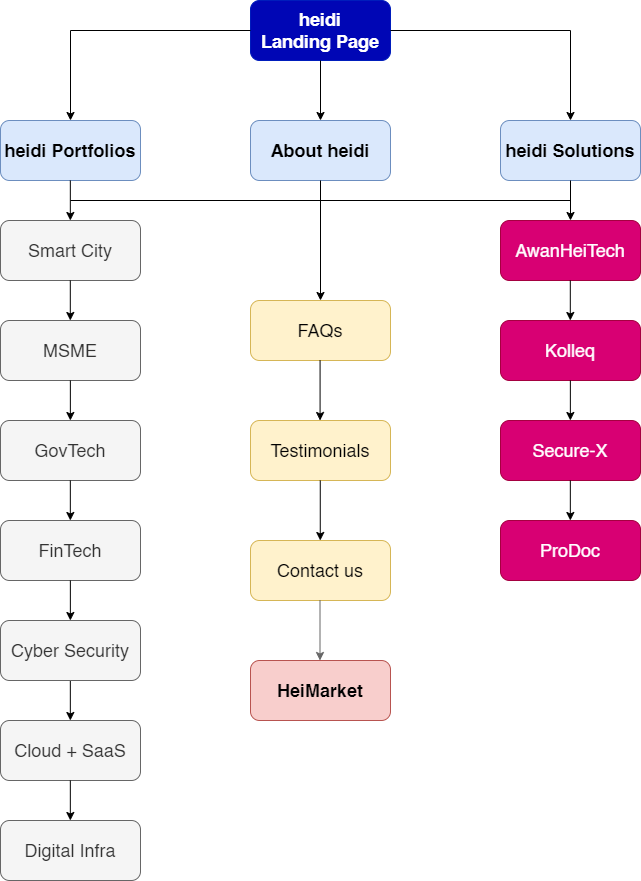 heidi
Landing Page
heidi Portfolios
About heidi
heidi Solutions
Smart City
AwanHeiTech
FAQs
MSME
Kolleq
GovTech
Testimonials
Secure-X
FinTech
Contact us
ProDoc
Cyber Security
HeiMarket
Cloud + SaaS
Digital Infra